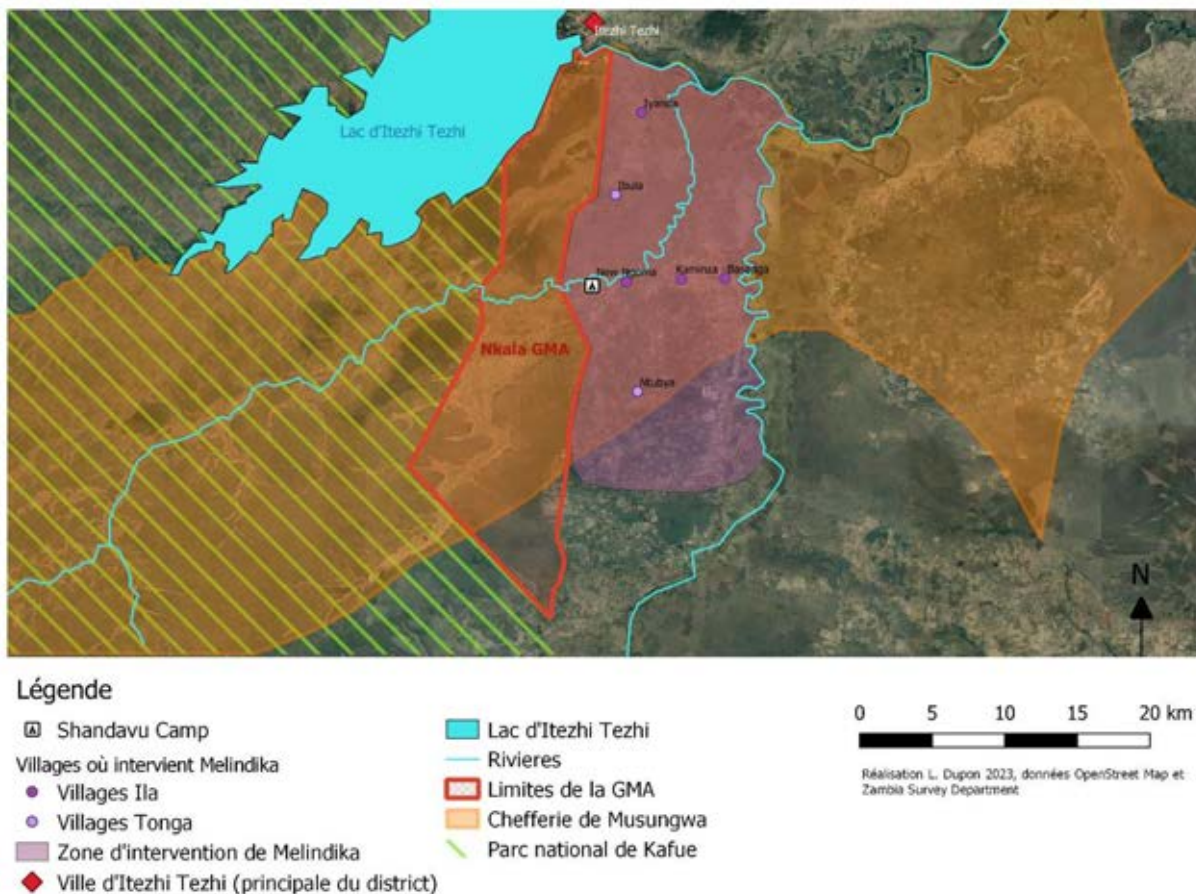 Itezhi Tezhi
Iyanda
Lac d'Itezhi Tezhi
Ibula
New Ngoma
Kaminza
Basanga
Nkala GMA
Ntubya
N
Légende
Shandavu Camp
Villages où intervient Melindika
Villages Ila
Villages Tonga
Zone d'intervention de Melindika
Ville d'Itezhi Tezhi (principale du district)
Lac d'Itezhi Tezhi
Rivieres
Limites de la GMA
Chefferie de Musungwa
Parc national de Kafue
0 5 10 15 20 km
Réalisation L. Dupon 2023, données OpenStreet Map et
Zambia Survey Department